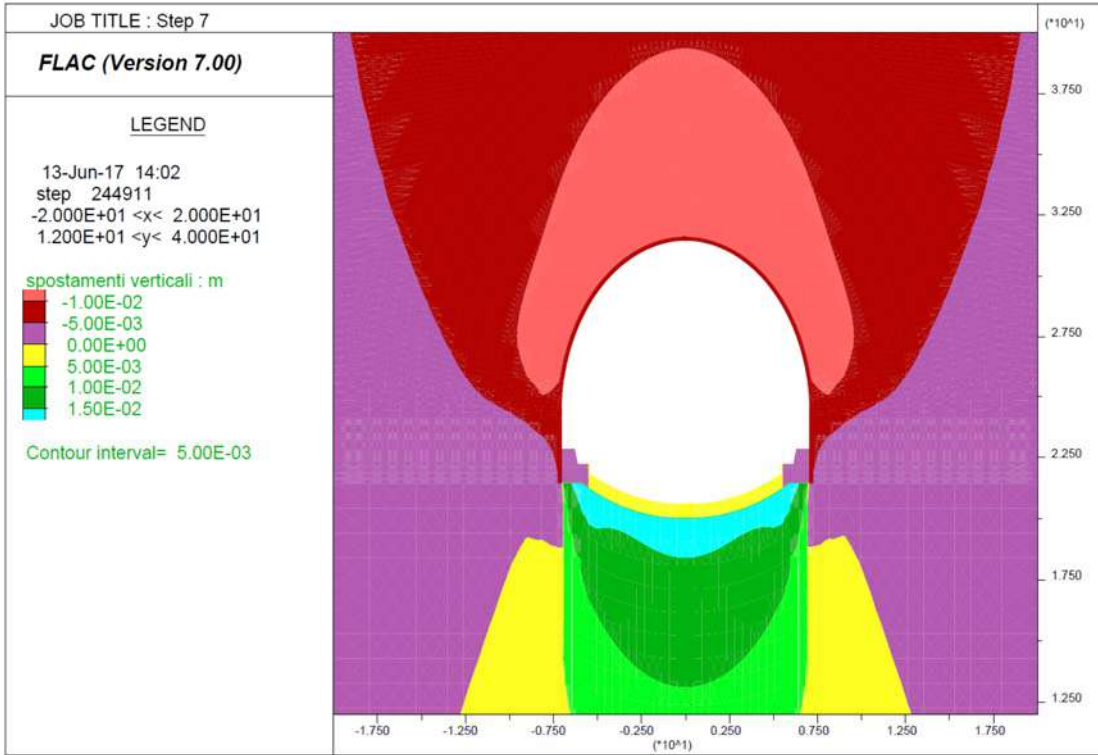 JOB TITLE : Step 7
FLAC (Version 7.00)
LEGEND
13-Jun-17 14:02
step 244911
-2.000E+01 <x< 2.000E+01
1.200E+01 <y< 4.000E+01
spostamenti verticali : m
-1.00E-02
-5.00E-03
0.00E+00
5.00E-03
1.00E-02
1.50E-02
Contour interval= 5.00E-03
(*10^1)
3.750
3.250
2.750
2.250
1.750
1.250
-1.750 -1.250 -0.750 -0.250 0.250 0.750 1.250 1.750
(*10^1)